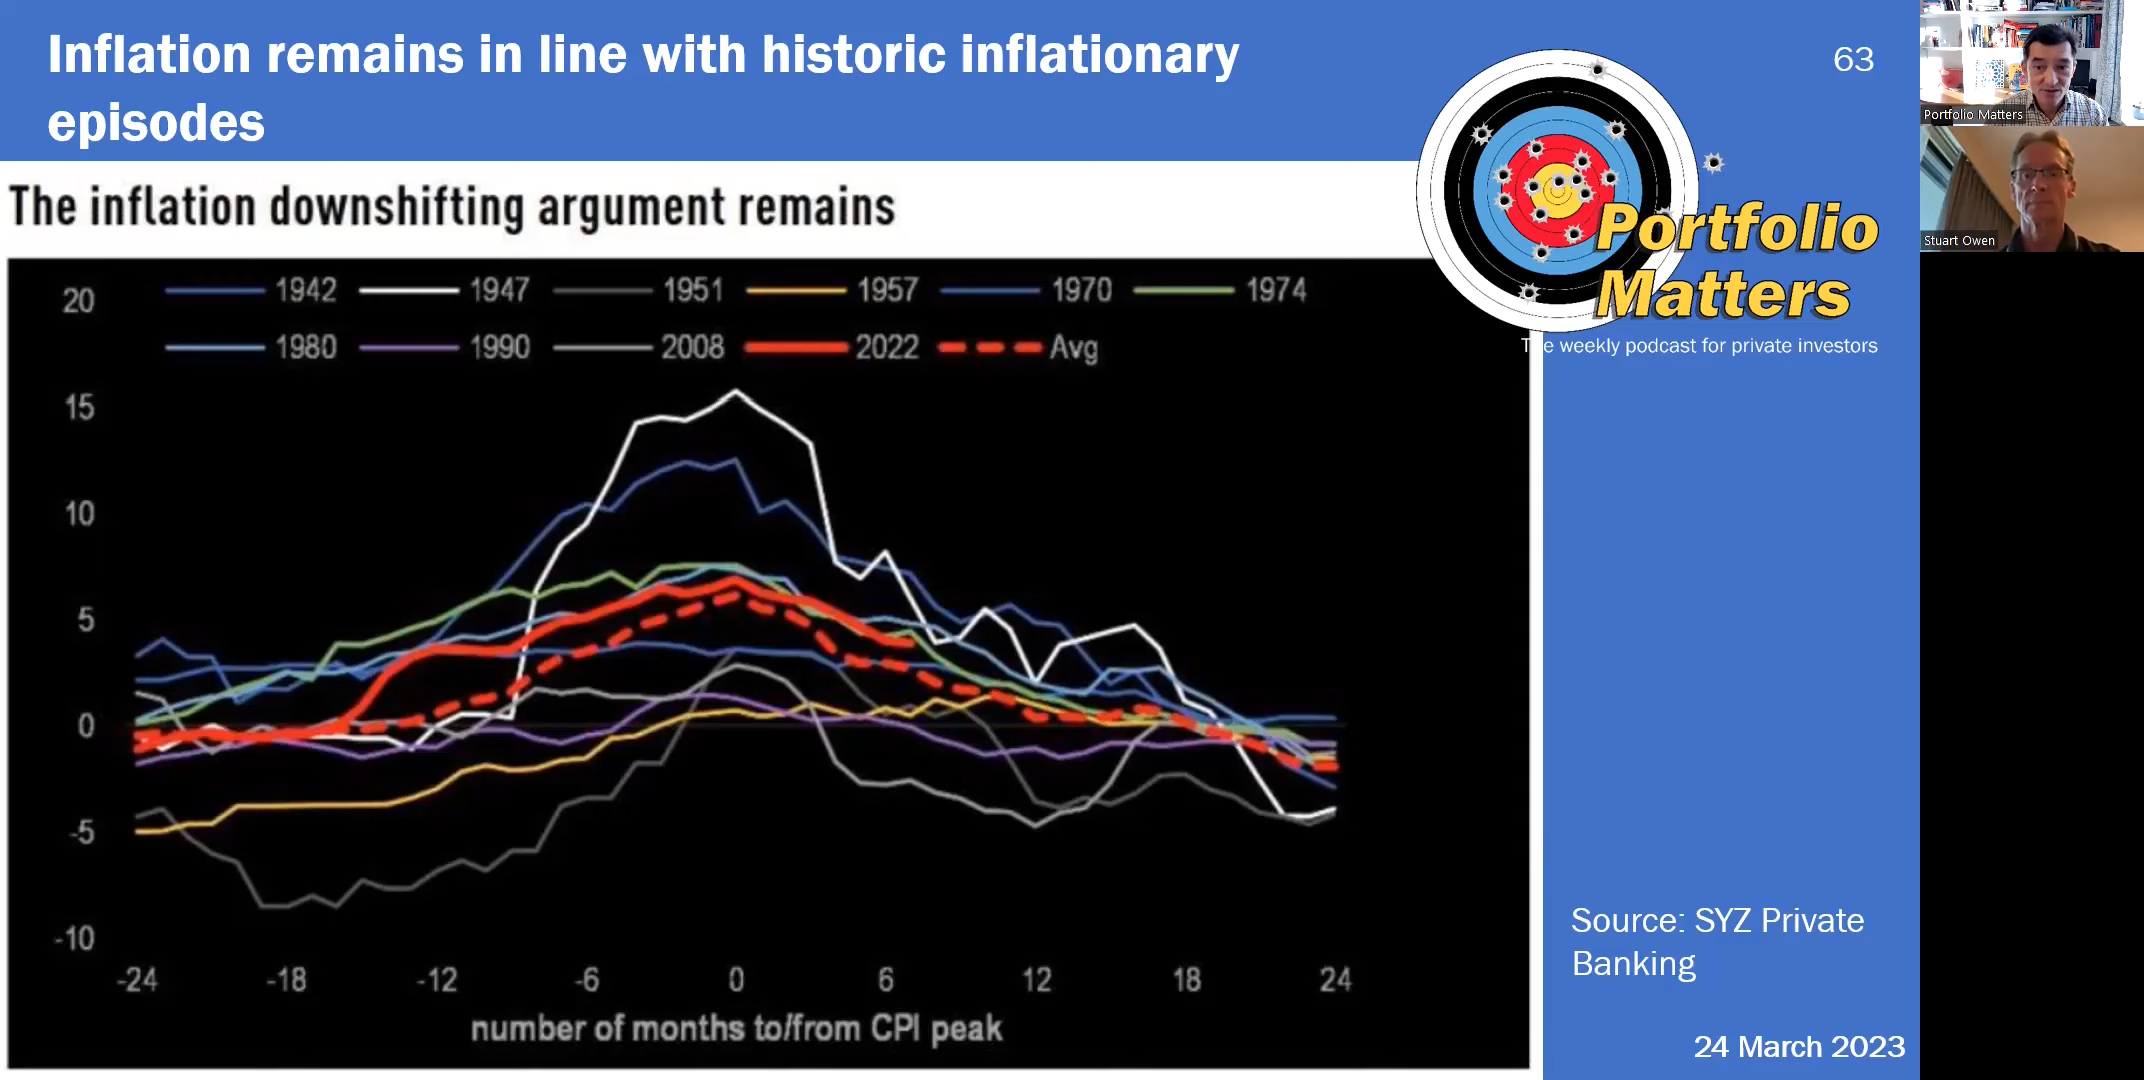 Inflation remains in line with historic inflationary
episodes
63
Portfolio Matters
Stuart Owen
The inflation downshifting argument remains
Portfolio
Matters
The weekly podcast for private investors
1942 1947 1951 1957 1970 1974
1980 1990 2008 2022 Avg
20
15
10
5
0
-5
-10
-24 -18 -12 -6 0 6 12 18 24
number of months to/from CPI peak
Source: SYZ Private
Banking
24 March 2023